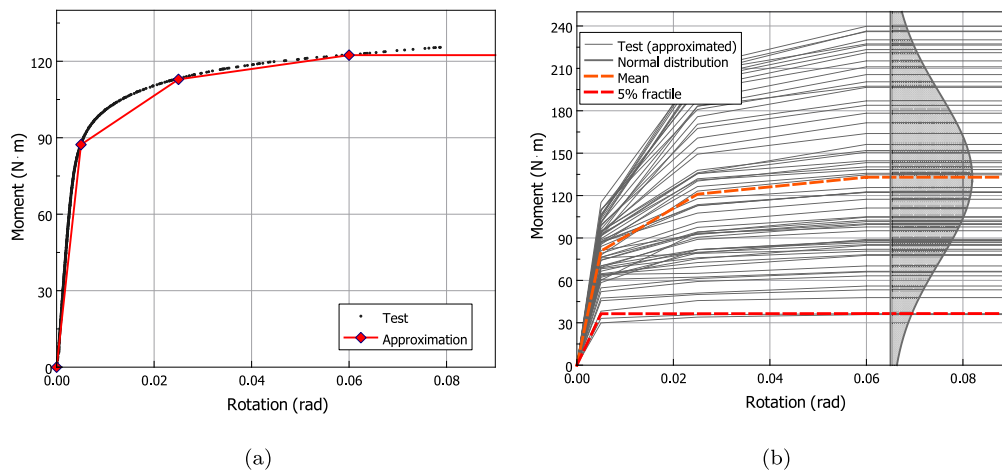 120
90
60
30
0
Moment (N·m)
Test
Approximation
0.00
0.02
0.04
0.06
0.08
Rotation (rad)
(a)
240
210
180
150
120
90
60
30
0
Moment (N·m)
Test (approximated)
Normal distribution
Mean
5% fractile
0.00
0.02
0.04
0.06
0.08
Rotation (rad)
(b)